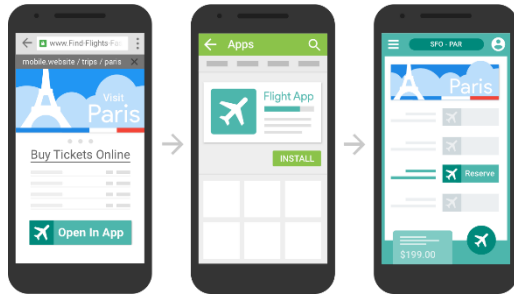 www.Find-Flights-Fas
mobile.website / trips / paris
Visit
Paris
Buy Tickets Online
Open In App
Apps
Flight App
INSTALL
SFO - PAR
Paris
Reserve
$199.00